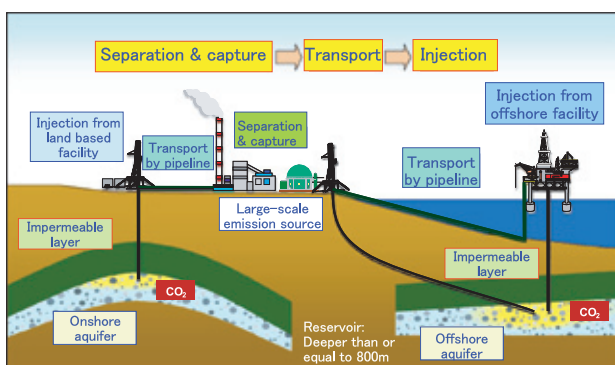 Separation & capture
Transport
Injection
Injection from
land based
facility
Transport
by pipeline
Separation
& capture
Injection from
offshore facility
Transport
by pipeline
Large-scale
emission source
Impermeable
layer
Impermeable
layer
CO₂
CO₂
Onshore
aquifer
Reservoir:
Deeper than or
equal to 800m
Offshore
aquifer